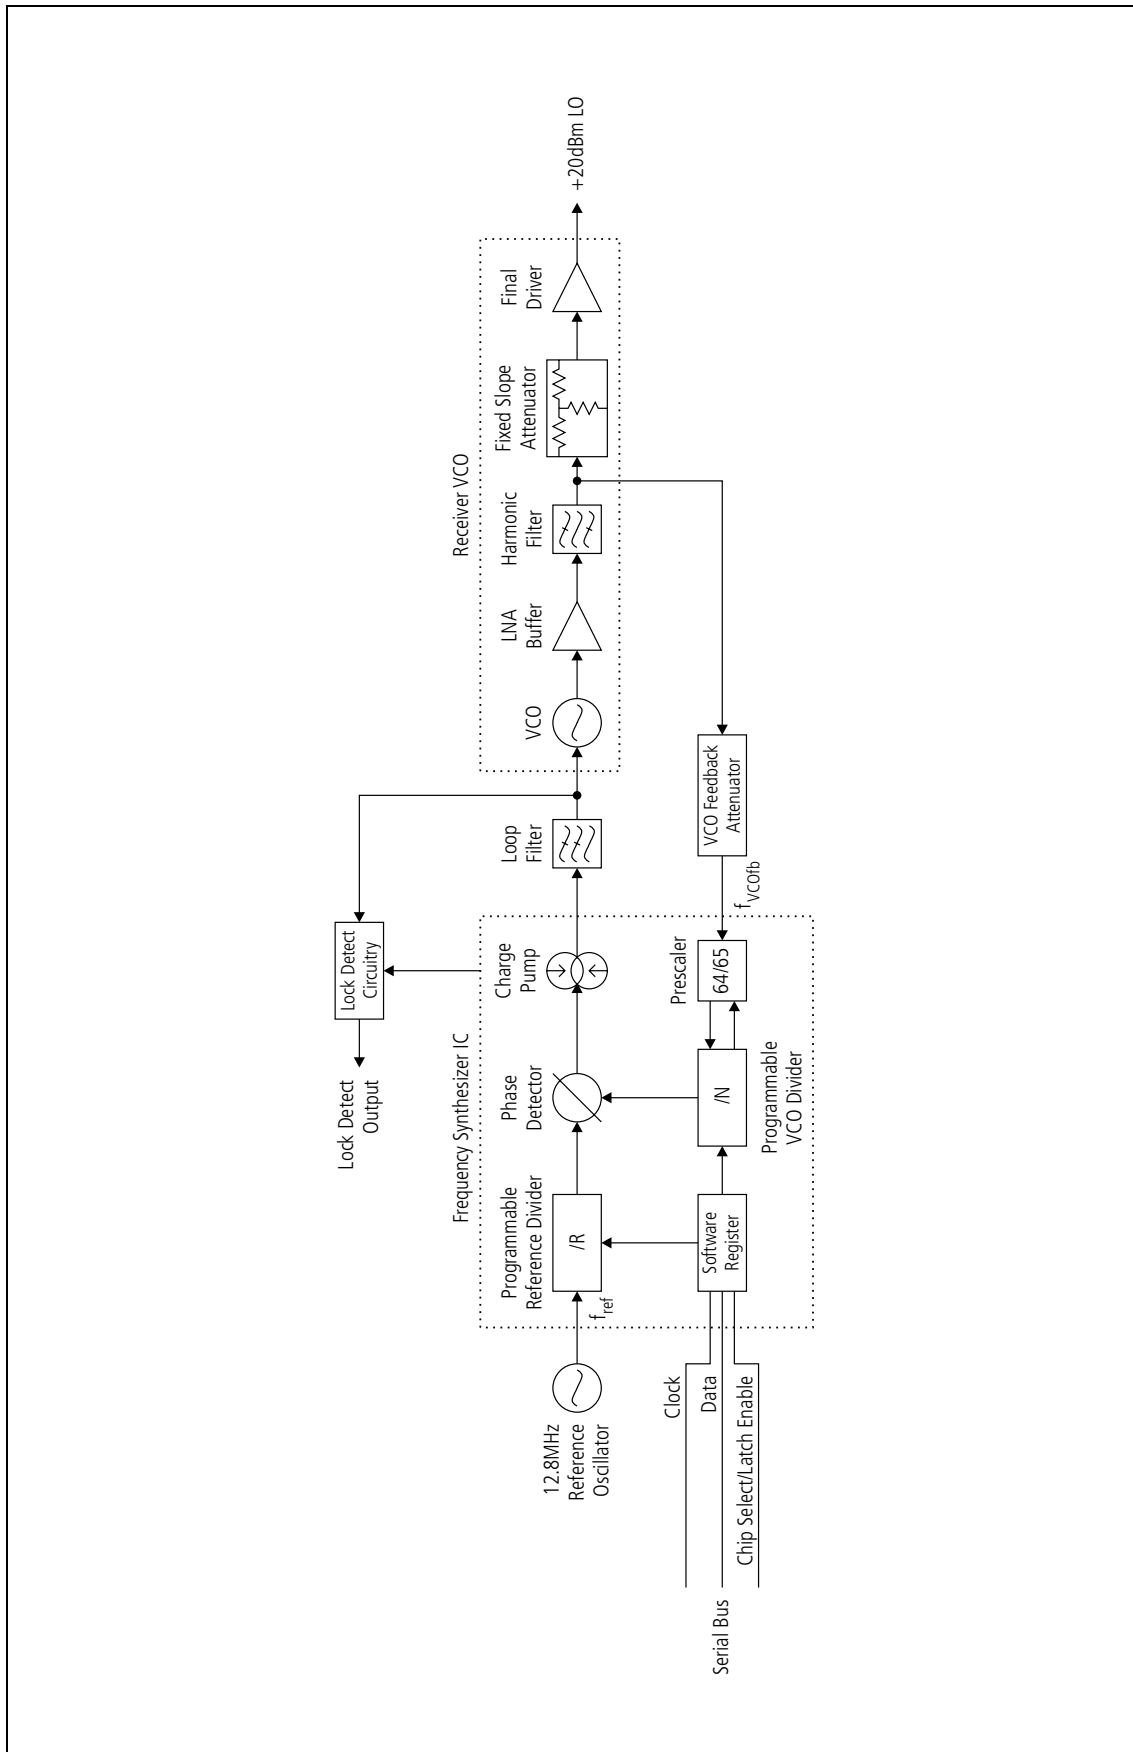 Lock Detect
Output
Lock Detect
Circuitry
Frequency Synthesizer IC
Receiver VCO
12.8MHz
Reference
Oscillator
f_ref
Programmable
Reference Divider
/R
Phase
Detector
Charge
Pump
Loop
Filter
VCO
LNA
Buffer
Harmonic
Filter
Fixed Slope
Attenuator
Final
Driver
+20dBm LO
Serial Bus
Clock
Data
Chip Select/Latch Enable
Software
Register
/N
Programmable
VCO Divider
Prescaler
64/65
f_VCOfb
VCO Feedback
Attenuator